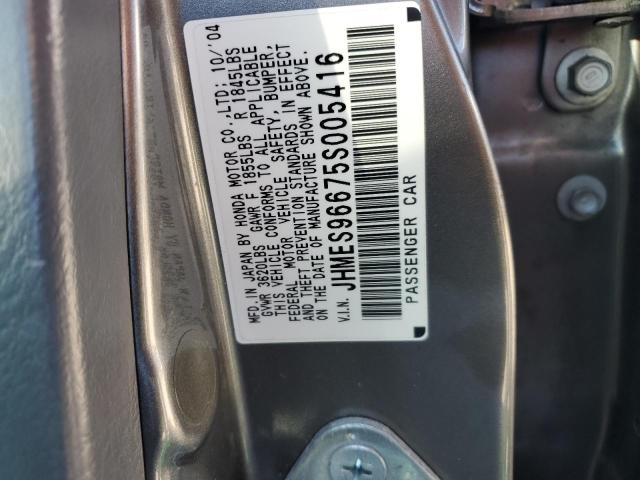 MFD. IN JAPAN BY HONDA MOTOR CO.,LTD; 10/'04
GVWR 3620LBS GAWR F 1855LBS R 1845LBS
THIS VEHICLE CONFORMS TO ALL APPLICABLE
FEDERAL MOTOR VEHICLE SAFETY, BUMPER,
AND THEFT PREVENTION STANDARDS IN EFFECT
ON THE DATE OF MANUFACTURE SHOWN ABOVE.
V.I.N. JHMES96675S005416
PASSENGER CAR